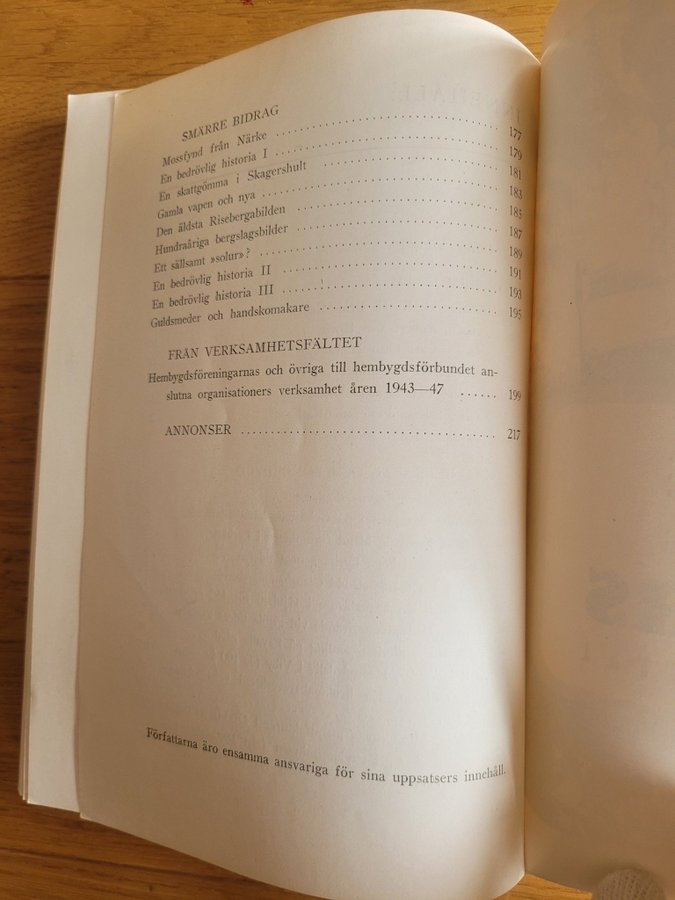 SMÄRRE BIDRAG
Mossfynd från Närke .......... 177
En bedrövlig historia I .......... 179
En skattgömma i Skagershult .......... 181
Gamla vapen och nya .......... 183
Den äldsta Risebergabilden .......... 185
Hundraåriga bergslagsbilder .......... 187
Ett sällsamt »solur»? .......... 189
En bedrövlig historia II .......... 191
En bedrövlig historia III .......... 193
Guldsmeder och handskomakare .......... 195
FRÅN VERKSAMHETSFÄLTET
Hembygdsföreningarnas och övriga till hembygdsförbundet an-
slutna organisationers verksamhet åren 1943—47 ...... 199
ANNONSER .......... 217
Författarna äro ensamma ansvariga för sina uppsatsers innehåll.